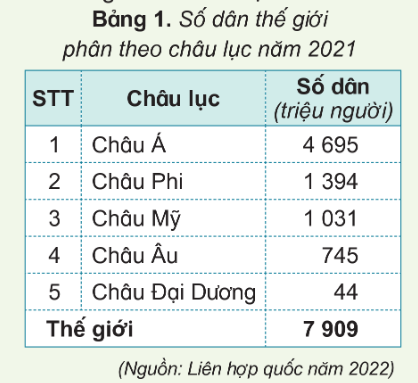 Bảng 1. Số dân thế giới
phân theo châu lục năm 2021
STT Châu lục Số dân (triệu người)
1 Châu Á 4 695
2 Châu Phi 1 394
3 Châu Mỹ 1 031
4 Châu Âu 745
5 Châu Đại Dương 44
Thế giới 7 909
(Nguồn: Liên hợp quốc năm 2022)